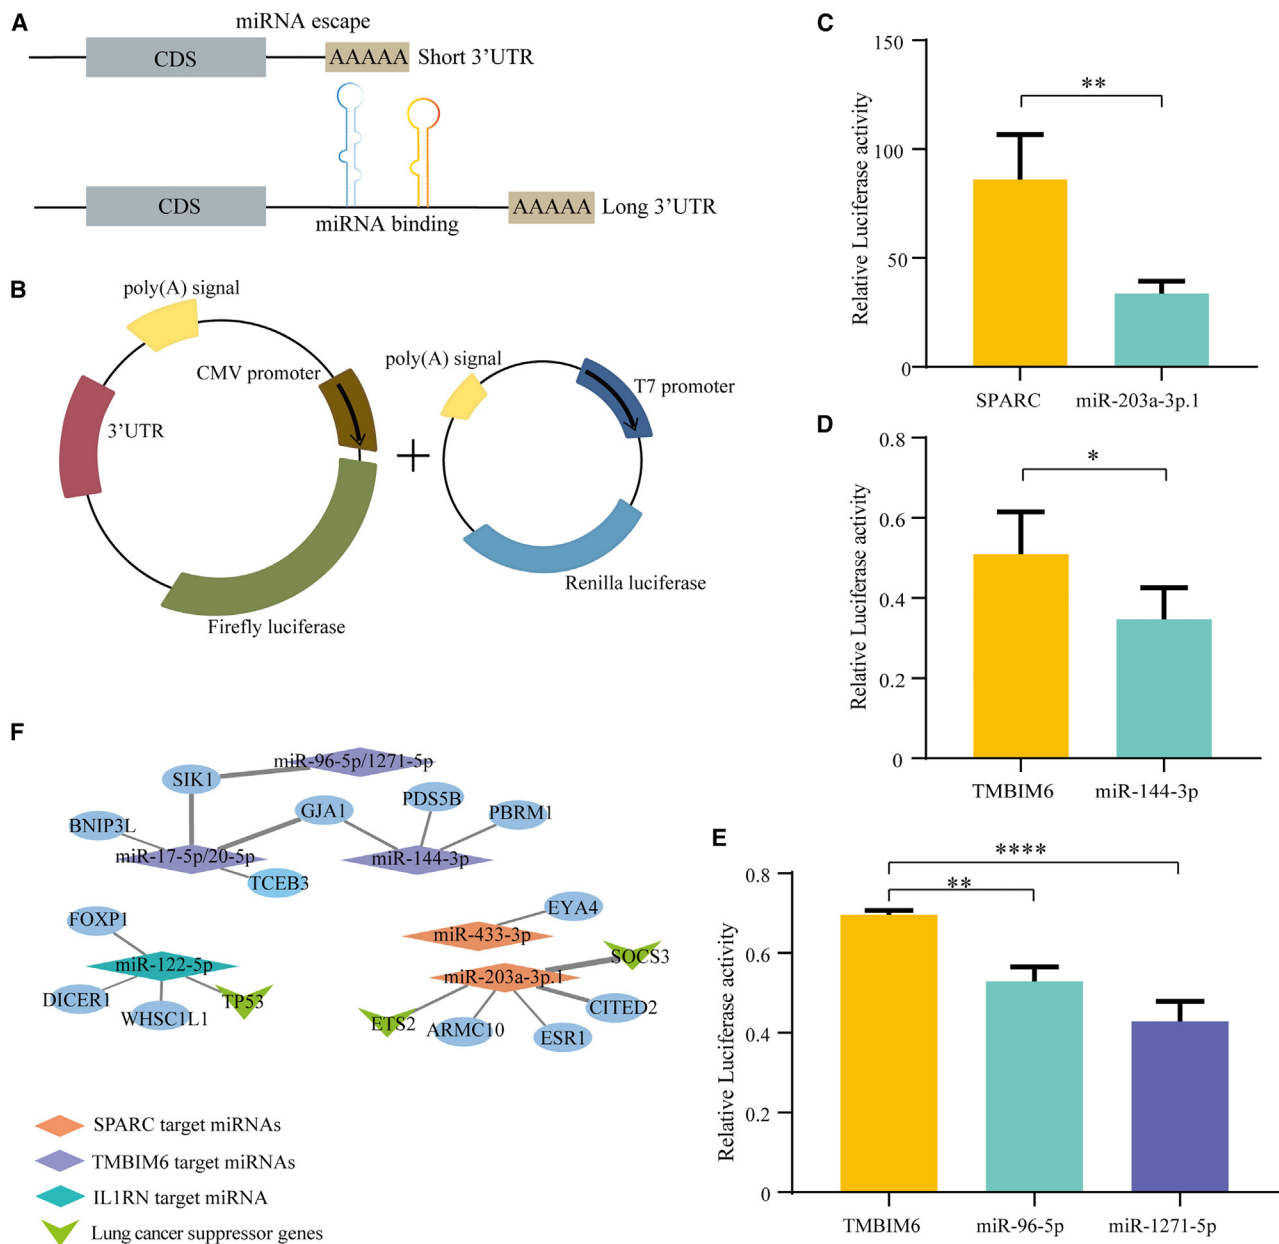 A
miRNA escape
CDS
AAAAA
Short 3’UTR
CDS
AAAAA
Long 3’UTR
miRNA binding
B
poly(A) signal
CMV promoter
3’UTR
Firefly luciferase
+
poly(A) signal
T7 promoter
Renilla luciferase
C
Relative Luciferase activity
150
100
50
0
**
SPARC
miR-203a-3p.1
D
Relative Luciferase activity
0.8
0.6
0.4
0.2
0
*
TMBIM6
miR-144-3p
E
Relative Luciferase activity
0.8
0.6
0.4
0.2
0
****
**
TMBIM6
miR-96-5p
miR-1271-5p
F
miR-96-5p/1271-5p
SIK1
GJA1
PDS5B
PBRM1
BNIP3L
miR-17-5p/20-5p
miR-144-3p
TCEB3
FOXP1
miR-122-5p
DICER1
WHSC1L1
TP53
EYA4
miR-433-3p
SOCS3
miR-203a-3p.1
CITED2
ETS2
ARMC10
ESR1
SPARC target miRNAs
TMBIM6 target miRNAs
IL1RN target miRNA
Lung cancer suppressor genes